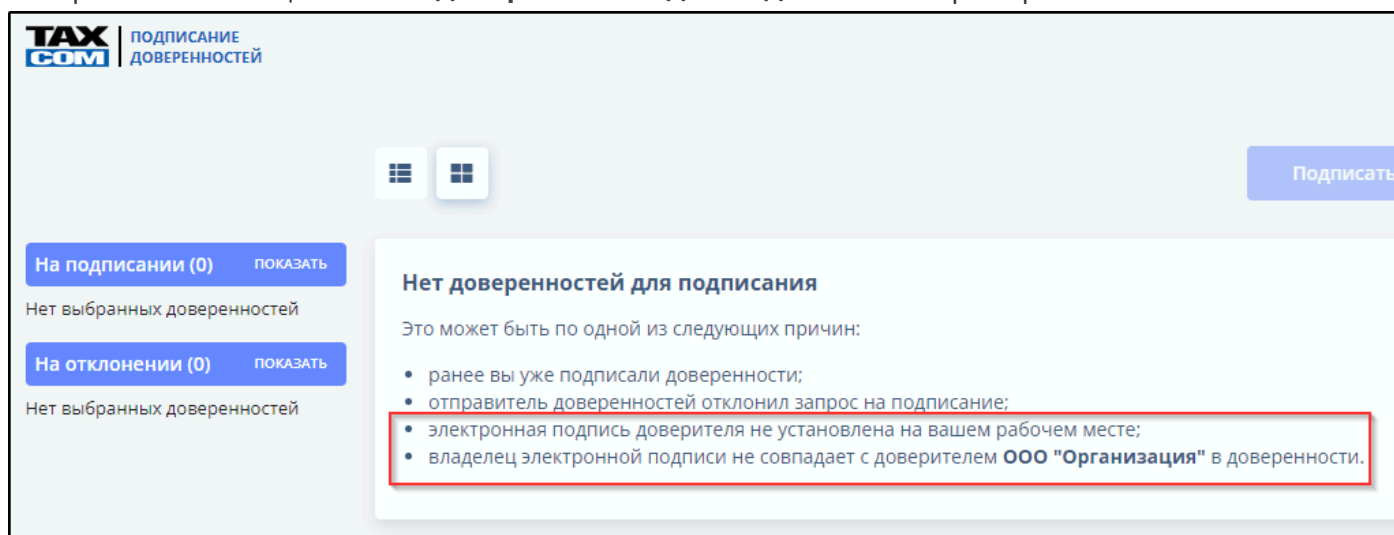 TAX
COM
ПОДПИСАНИЕ
ДОВЕРЕННОСТЕЙ
Подписать
На подписании (0) ПОКАЗАТЬ
Нет выбранных доверенностей
На отклонении (0) ПОКАЗАТЬ
Нет выбранных доверенностей
Нет доверенностей для подписания
Это может быть по одной из следующих причин:
• ранее вы уже подписали доверенности;
• отправитель доверенностей отклонил запрос на подписание;
• электронная подпись доверителя не установлена на вашем рабочем месте;
• владелец электронной подписи не совпадает с доверителем ООО "Организация" в доверенности.